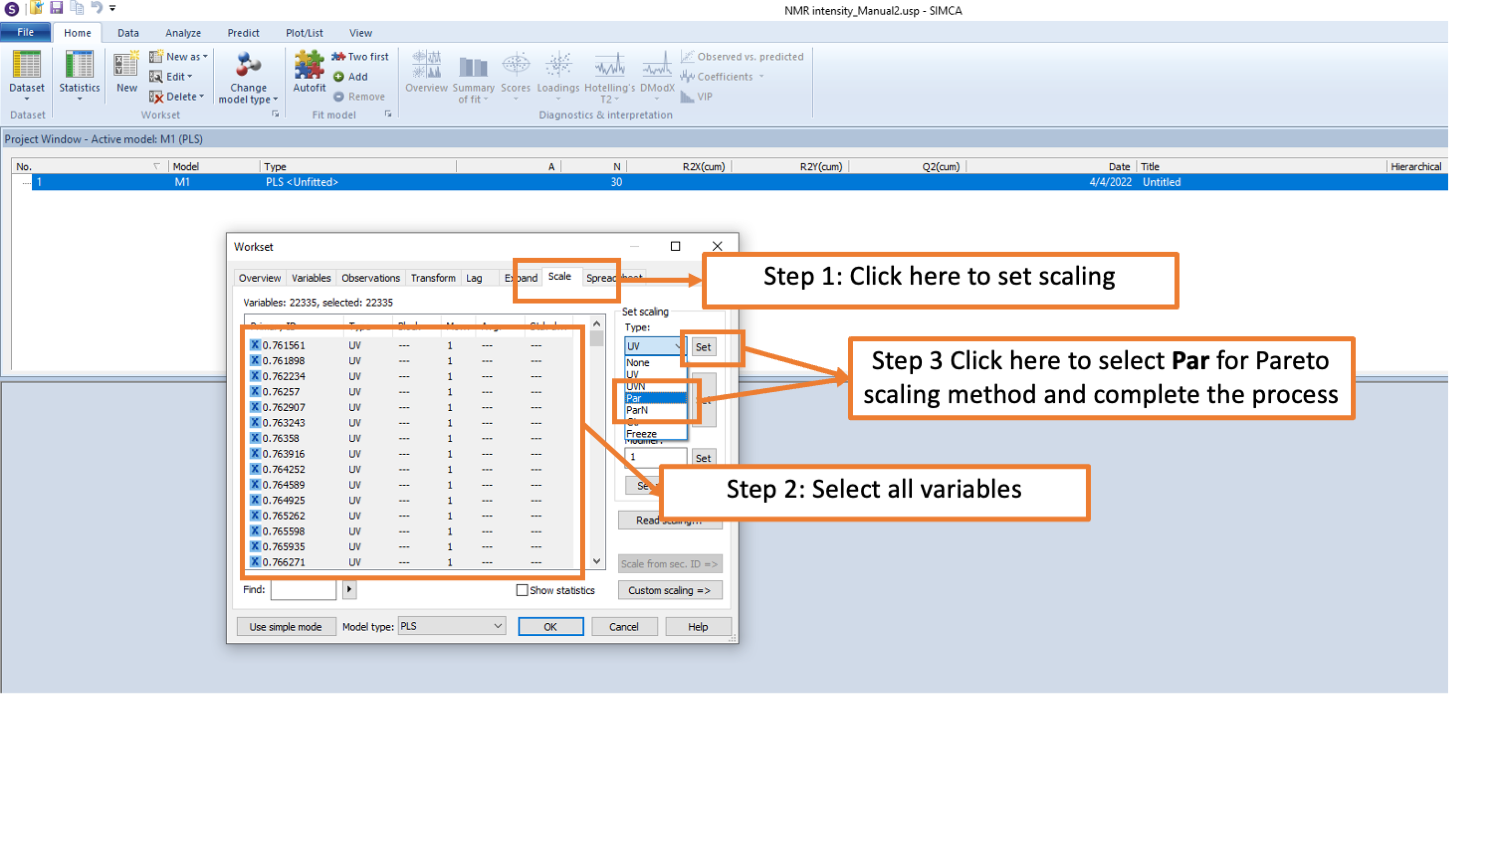 NMR intensity_Manual2.usp - SIMCA
File Home Data Analyze Predict Plot/List View
New as Two first Observed vs. predicted
Edit Add Coefficients
Dataset Statistics New Change Autofit Overview Summary Scores Loadings Hotelling's DModX
Delete model type Remove of fit T2 VIP
Dataset Workset Fit model Diagnostics & interpretation
Project Window - Active model: M1 (PLS)
No. Model Type A N R2X(cum) R2Y(cum) Q2(cum) Date Title Hierarchical
1 M1 PLS <Unfitted> 30 4/4/2022 Untitled
Workset
Overview Variables Observations Transform Lag Expand Scale
Step 1: Click here to set scaling
Variables: 22335, selected: 22335
Set scaling
Type:
UV Set
None
UV
UVN
Par
ParN
Freeze
Step 3 Click here to select Par for Pareto
scaling method and complete the process
X 0.761561 UV --- 1 --- ---
X 0.761898 UV --- 1 --- ---
X 0.762234 UV --- 1 --- ---
X 0.76257 UV --- 1 --- ---
X 0.762907 UV --- 1 --- ---
X 0.763243 UV --- 1 --- ---
X 0.76358 UV --- 1 --- ---
X 0.763916 UV --- 1 --- ---
X 0.764252 UV --- 1 --- ---
X 0.764589 UV --- 1 --- ---
X 0.764925 UV --- 1 --- ---
X 0.765262 UV --- 1 --- ---
X 0.765598 UV --- 1 --- ---
X 0.765935 UV --- 1 --- ---
X 0.766271 UV --- 1 --- ---
1 Set
Step 2: Select all variables
Scale from sec. ID =>
Find: Show statistics Custom scaling =>
Use simple mode Model type: PLS OK Cancel Help